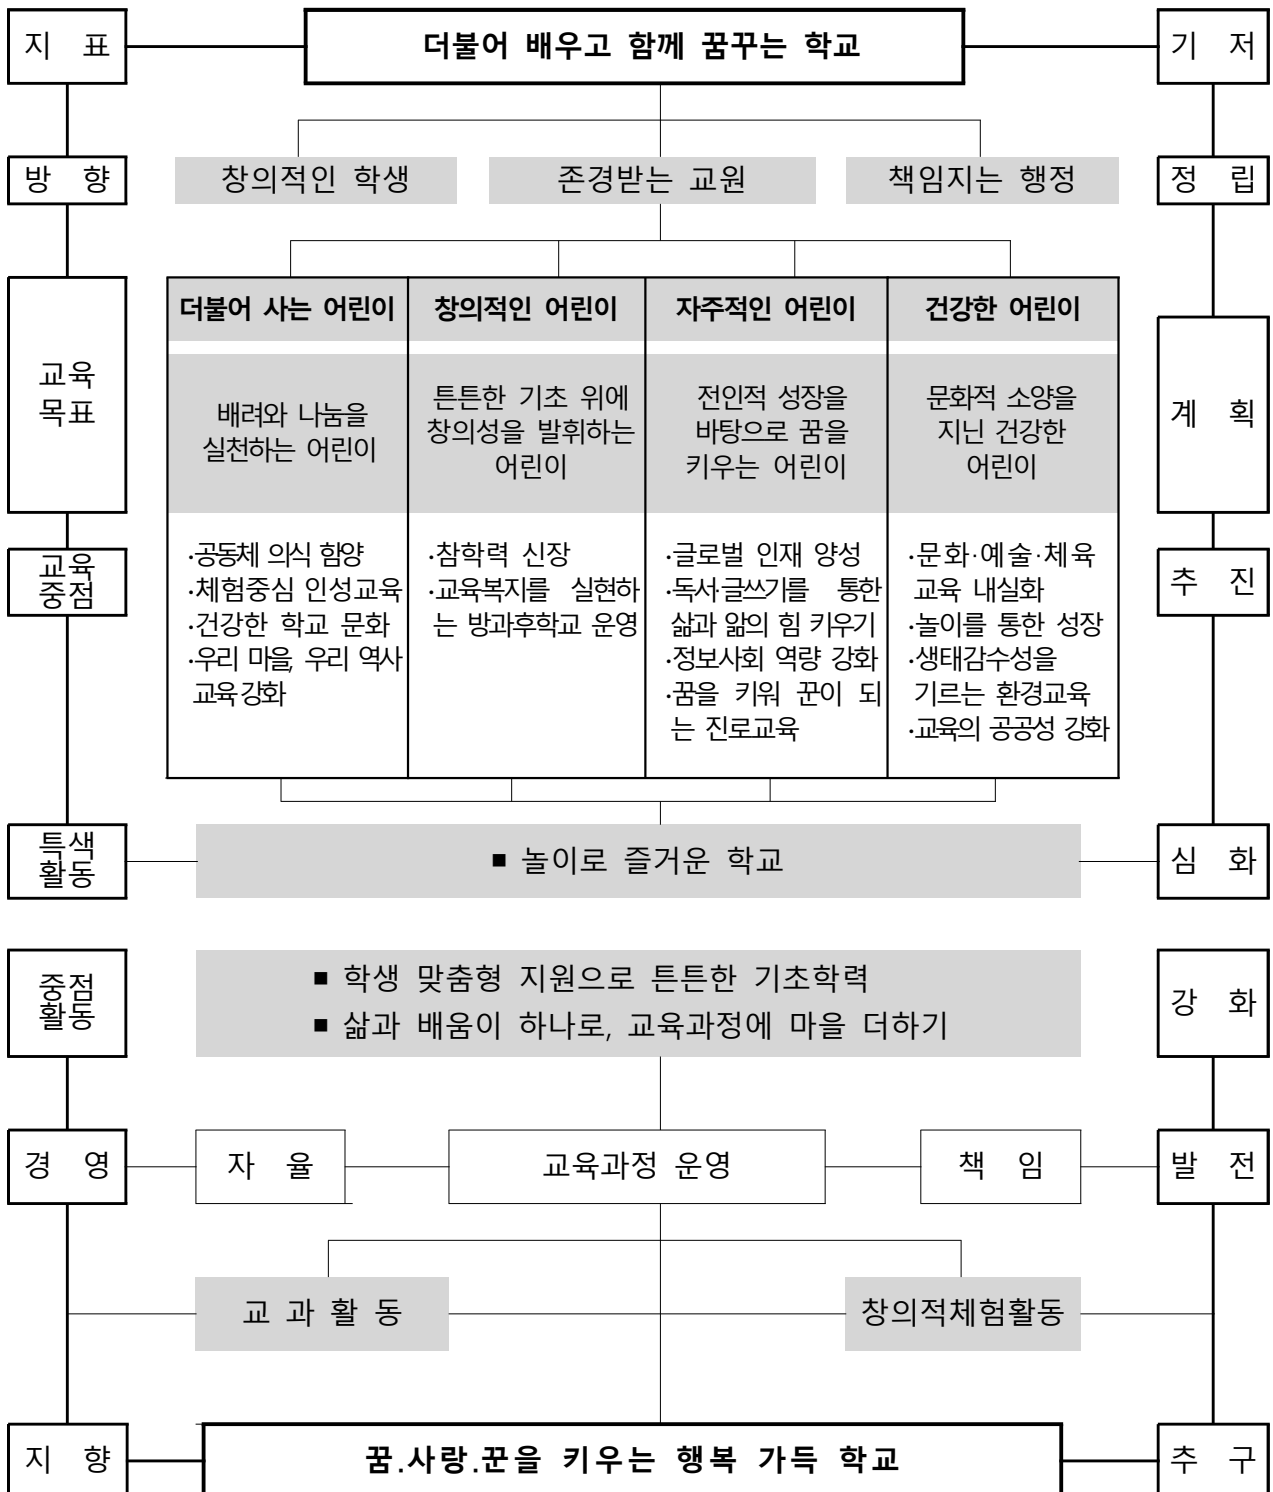 지 표
더불어 배우고 함께 꿈꾸는 학교
기 저
방 향
창의적인 학생
존경받는 교원
책임지는 행정
정 립
교육
목표
더불어 사는 어린이
창의적인 어린이
자주적인 어린이
건강한 어린이
배려와 나눔을
실천하는 어린이
튼튼한 기초 위에
창의성을 발휘하는
어린이
전인적 성장을
바탕으로 꿈을
키우는 어린이
문화적 소양을
지닌 건강한
어린이
계 획
교육
중점
·공동체 의식 함양
·체험중심 인성교육
·건강한 학교 문화
·우리 마을, 우리 역사
교육강화
·참학력 신장
·교육복지를 실현하
는 방과후학교 운영
·글로벌 인재 양성
·독서·글쓰기를 통한
삶과 앎의 힘 키우기
·정보사회 역량 강화
·꿈을 키워 꾼이 되
는 진로교육
·문화·예술·체육
교육 내실화
·놀이를 통한 성장
·생태감수성을
기르는 환경교육
·교육의 공공성 강화
추 진
특색
활동
■ 놀이로 즐거운 학교
심 화
중점
활동
■ 학생 맞춤형 지원으로 튼튼한 기초학력
■ 삶과 배움이 하나로, 교육과정에 마을 더하기
강 화
경 영
자 율
교육과정 운영
책 임
발 전
교 과 활 동
창의적체험활동
지 향
꿈.사랑.꾼을 키우는 행복 가득 학교
추 구